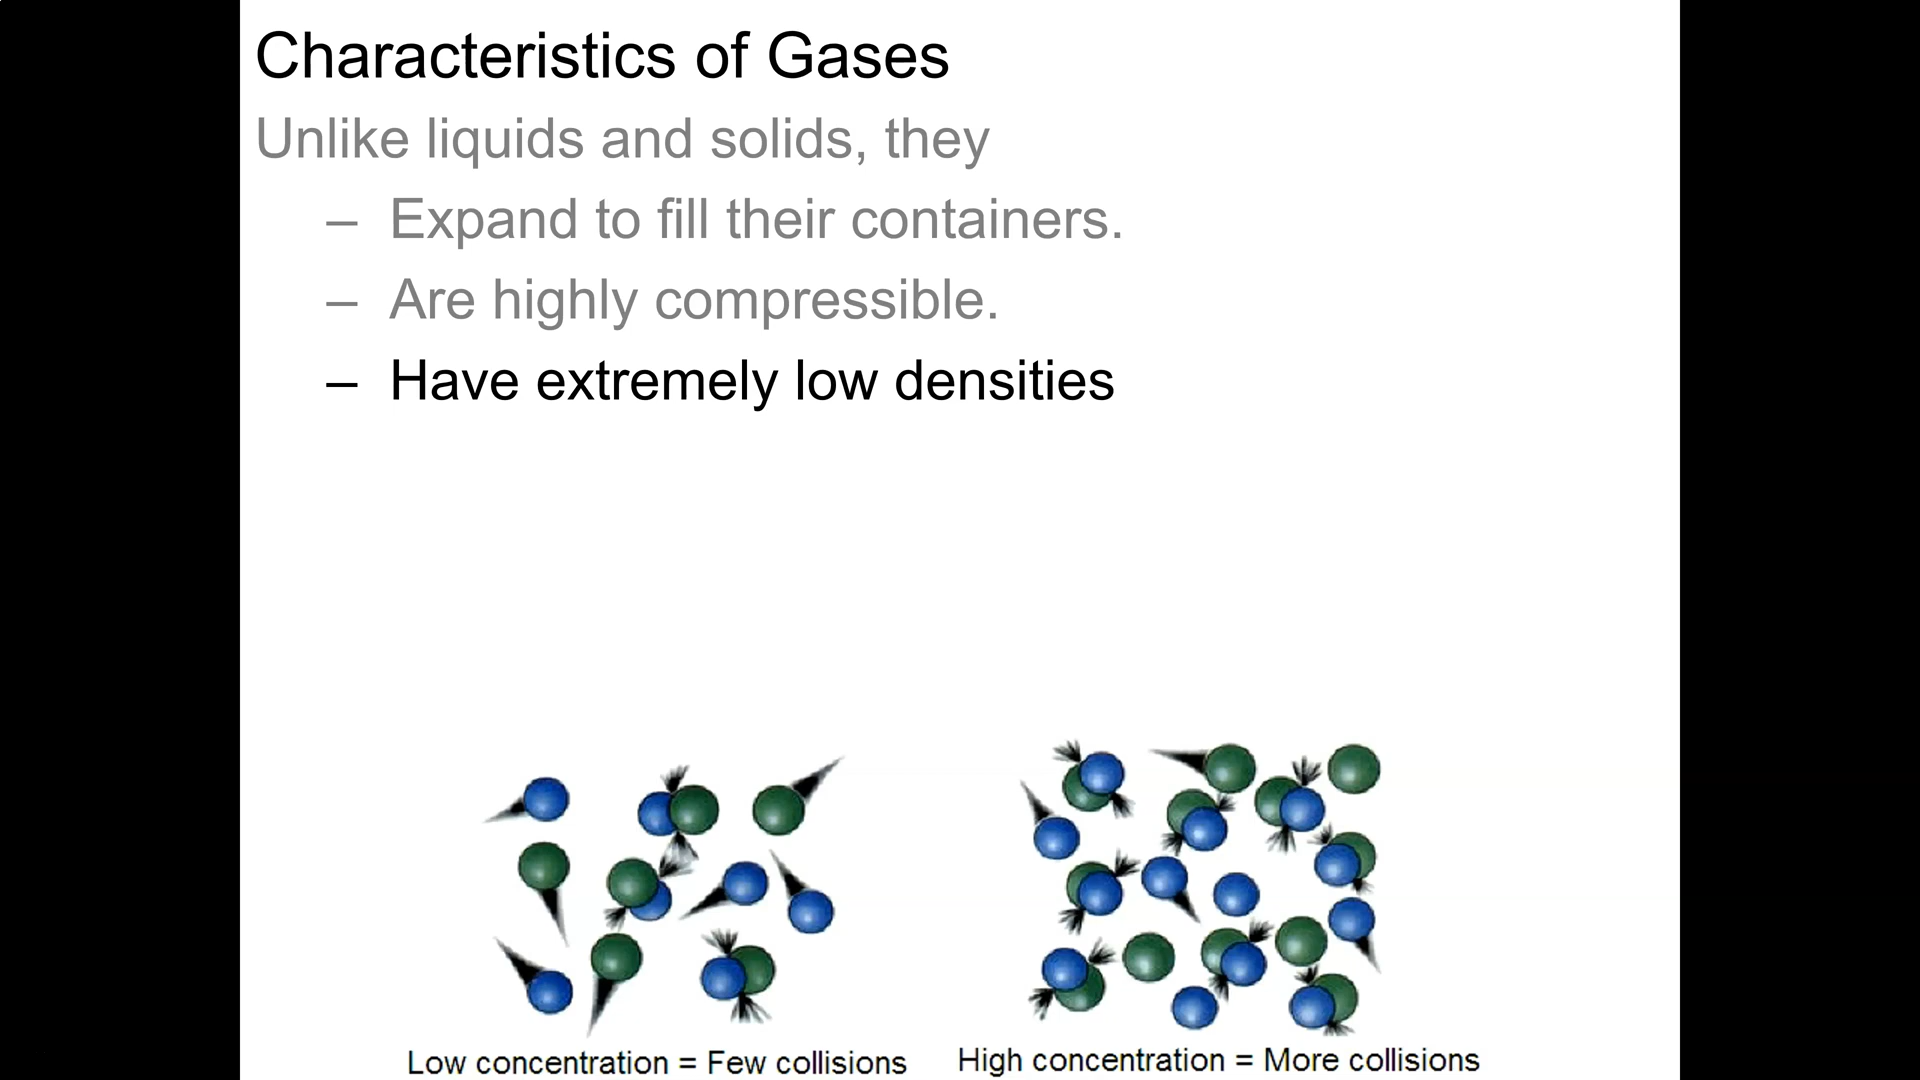 Characteristics of Gases
Unlike liquids and solids, they
– Expand to fill their containers.
– Are highly compressible.
– Have extremely low densities
Low concentration = Few collisions
High concentration = More collisions